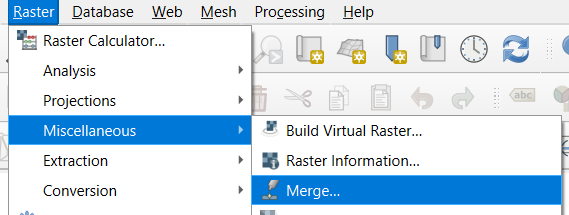 Raster Database Web Mesh Processing Help
Raster Calculator...
Analysis
Projections
abc
Miscellaneous
Build Virtual Raster...
Extraction
Raster Information...
Conversion
Merge...